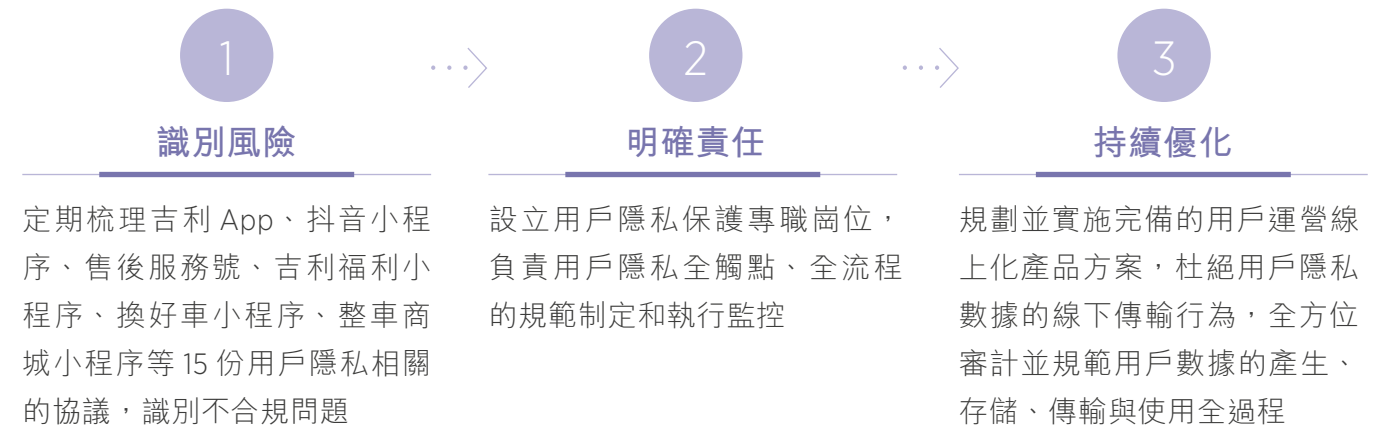 1
識別風險
定期梳理吉利 App、抖音小程
序、售後服務號、吉利福利小
程序、換好車小程序、整車商
城小程序等 15 份用戶隱私相關
的協議，識別不合規問題
2
明確責任
設立用戶隱私保護專職崗位，
負責用戶隱私全觸點、全流程
的規範制定和執行監控
3
持續優化
規劃並實施完備的用戶運營線
上化產品方案，杜絕用戶隱私
數據的線下傳輸行為，全方位
審計並規範用戶數據的產生、
存儲、傳輸與使用全過程